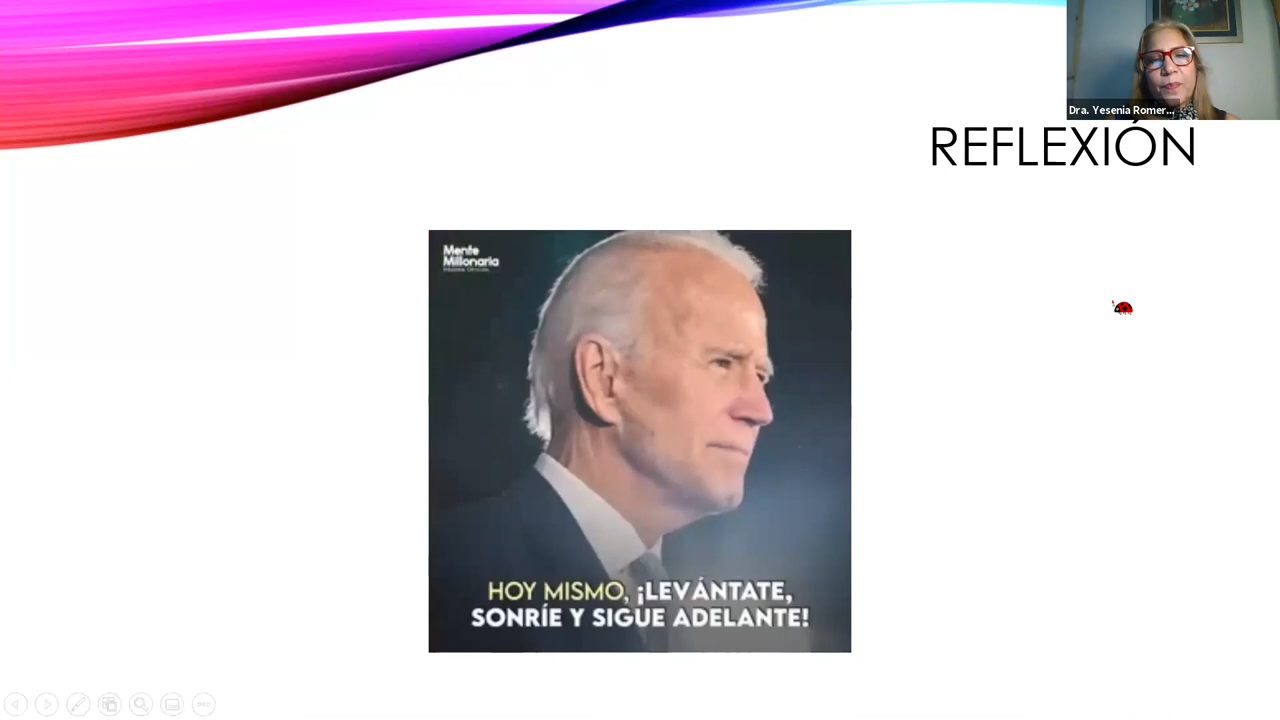 Dra. Yesenia Romer...
REFLEXIÓN
Mente
Millonaria
HOY MISMO, ¡LEVÁNTATE,
SONRÍE Y SIGUE ADELANTE!